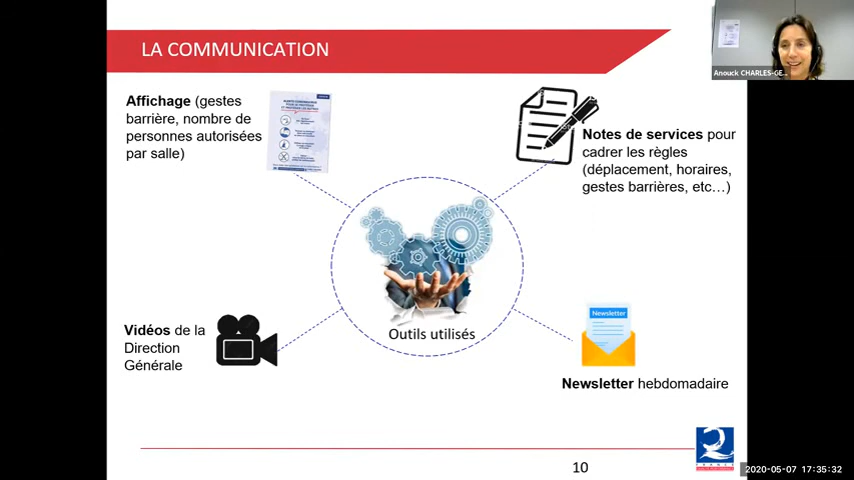 LA COMMUNICATION
Anouck CHARLES-GE...
Affichage (gestes
barrière, nombre de
personnes autorisées
par salle)
Notes de services pour
cadrer les règles
(déplacement, horaires,
gestes barrières, etc…)
Outils utilisés
Vidéos de la
Direction
Générale
Newsletter
Newsletter hebdomadaire
FRANCE
10
2020-05-07 17:35:32